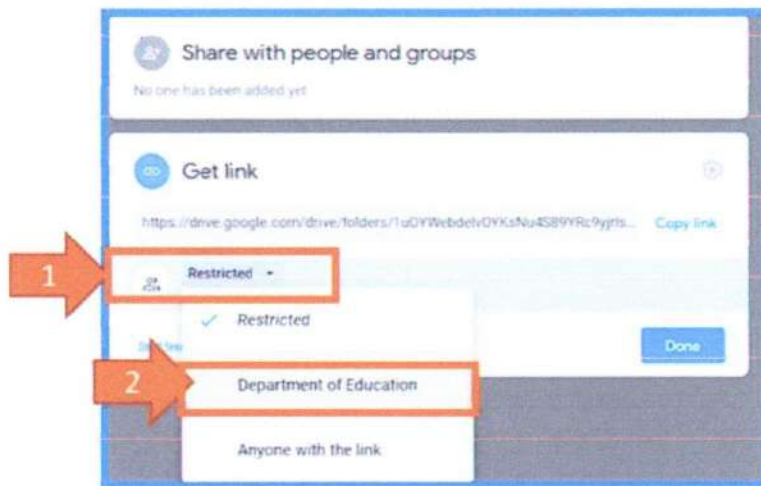 Share with people and groups
No one has been added yet
Get link
Copy link
1
Restricted
Restricted
Done
2
Department of Education
Anyone with the link